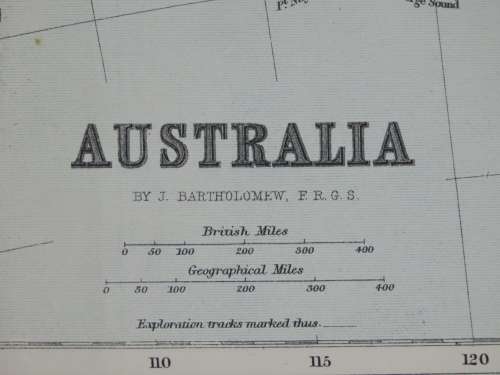 Sound
AUSTRALIA
BY J. BARTHOLOMEW, F. R. G. S.
British Miles
0 50 100 200 300 400
Geographical Miles
0 50 100 200 300 400
Exploration tracks marked thus
110 115 120